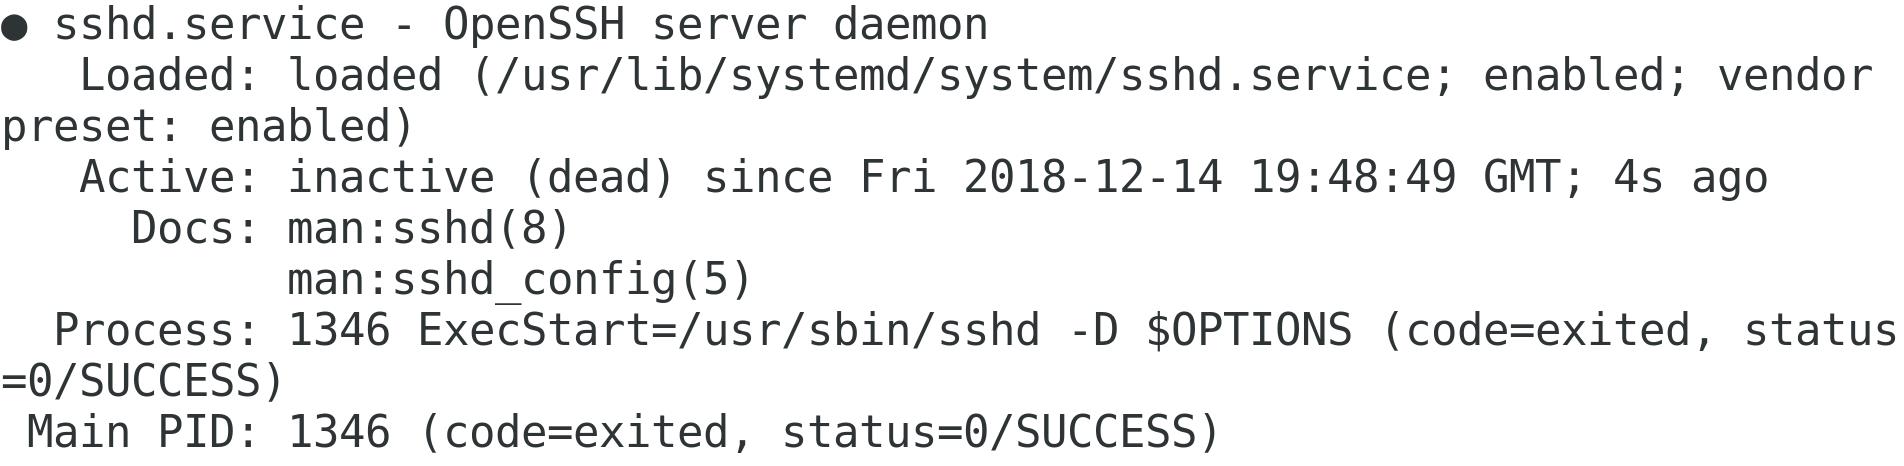 ● sshd.service - OpenSSH server daemon
   Loaded: loaded (/usr/lib/systemd/system/sshd.service; enabled; vendor
preset: enabled)
   Active: inactive (dead) since Fri 2018-12-14 19:48:49 GMT; 4s ago
     Docs: man:sshd(8)
           man:sshd_config(5)
  Process: 1346 ExecStart=/usr/sbin/sshd -D $OPTIONS (code=exited, status
=0/SUCCESS)
 Main PID: 1346 (code=exited, status=0/SUCCESS)